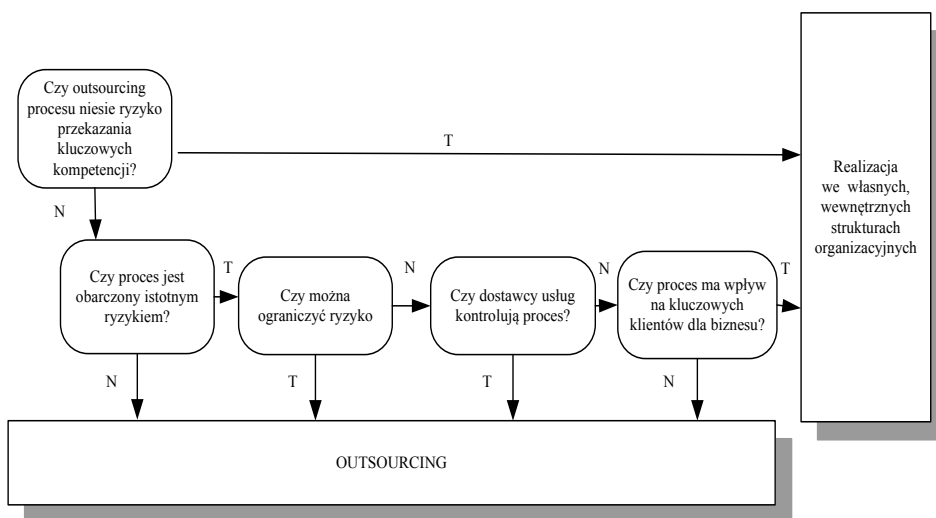 Czy outsourcing
procesu niesie ryzyko
przekazania
kluczowych
kompetencji?
T
Realizacja
we własnych,
wewnętrznych
strukturach
organizacyjnych
N
Czy proces jest
obarczony istotnym
ryzykiem?
T
Czy można
ograniczyć ryzyko
N
Czy dostawcy usług
kontrolują proces?
N
Czy proces ma wpływ
na kluczowych
klientów dla biznesu?
T
N
T
T
N
OUTSOURCING